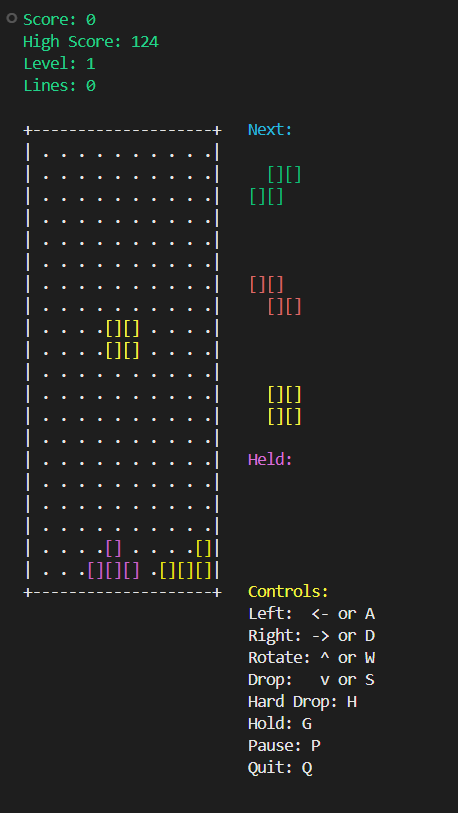 Score: 0
High Score: 124
Level: 1
Lines: 0

+--------------------+   Next:
| . . . . . . . . . .|
| . . . . . . . . . .|     [][]
| . . . . . . . . . .|   [][]
| . . . . . . . . . .|
| . . . . . . . . . .|
| . . . . . . . . . .|
| . . . . . . . . . .|   [][]
| . . . . . . . . . .|     [][]
| . . . .[][] . . . .|
| . . . .[][] . . . .|
| . . . . . . . . . .|
| . . . . . . . . . .|     [][]
| . . . . . . . . . .|     [][]
| . . . . . . . . . .|
| . . . . . . . . . .|   Held:
| . . . . . . . . . .|
| . . . . . . . . . .|
| . . . . . . . . . .|
| . . . .[] . . . .[]|
| . . .[][][] .[][][]|
+--------------------+   Controls:
Left:  <- or A
Right: -> or D
Rotate: ^ or W
Drop:   v or S
Hard Drop: H
Hold: G
Pause: P
Quit: Q